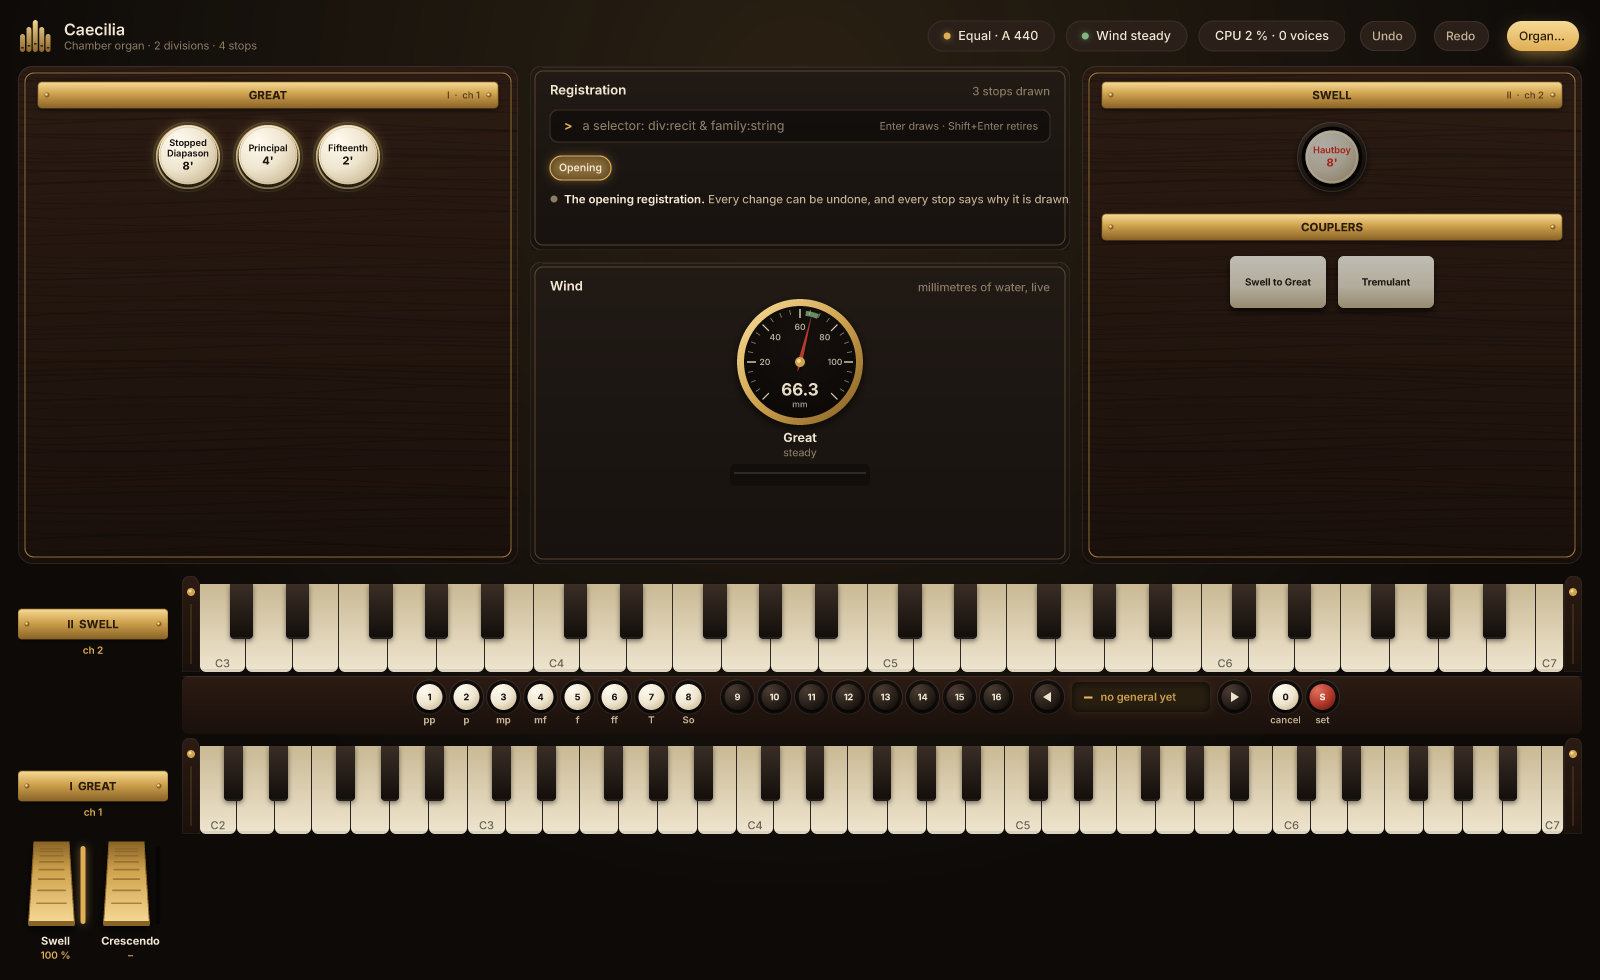 Caecilia
Chamber organ · 2 divisions · 4 stops
Equal · A 440
Wind steady
CPU 2 % · 0 voices
Undo
Redo
Organ...
GREAT
I · ch 1
Stopped
Diapason
8'
Principal
4'
Fifteenth
2'
Registration
3 stops drawn
> a selector: div:recit & family:string
Enter draws · Shift+Enter retires
Opening
The opening registration. Every change can be undone, and every stop says why it is drawn.
Wind
millimetres of water, live
20
40
60
80
100
66.3
mm
Great
steady
SWELL
II · ch 2
Hautboy
8'
COUPLERS
Swell to Great
Tremulant
II SWELL
ch 2
C3
C4
C5
C6
C7
1 2 3 4 5 6 7 8 9 10 11 12 13 14 15 16
– no general yet
0 S
pp p mp mf f ff T So
cancel set
I GREAT
ch 1
C2
C3
C4
C5
C6
C7
Swell
100 %
Crescendo
–